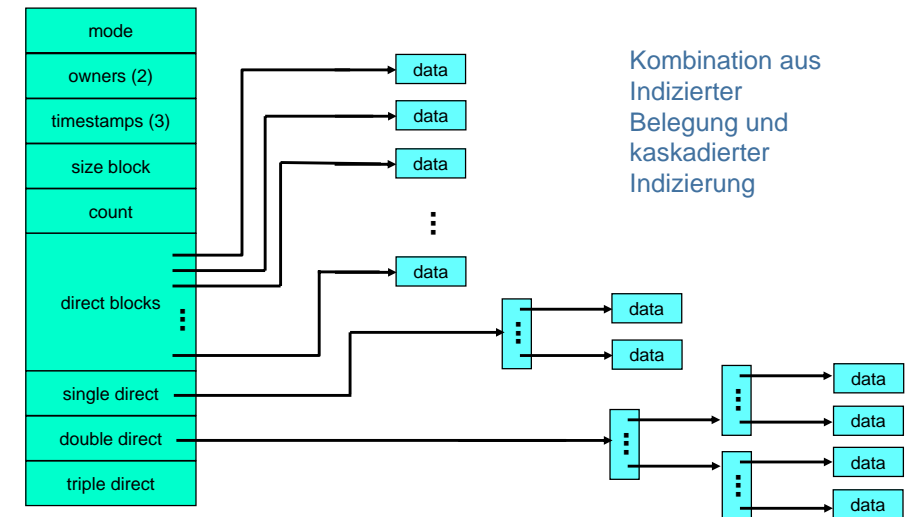 mode
owners (2)
timestamps (3)
size block
count
direct blocks
single direct
double direct
triple direct
data
data
data
data
data
data
data
data
data
data
Kombination aus
Indizierter
Belegung und
kaskadierter
Indizierung